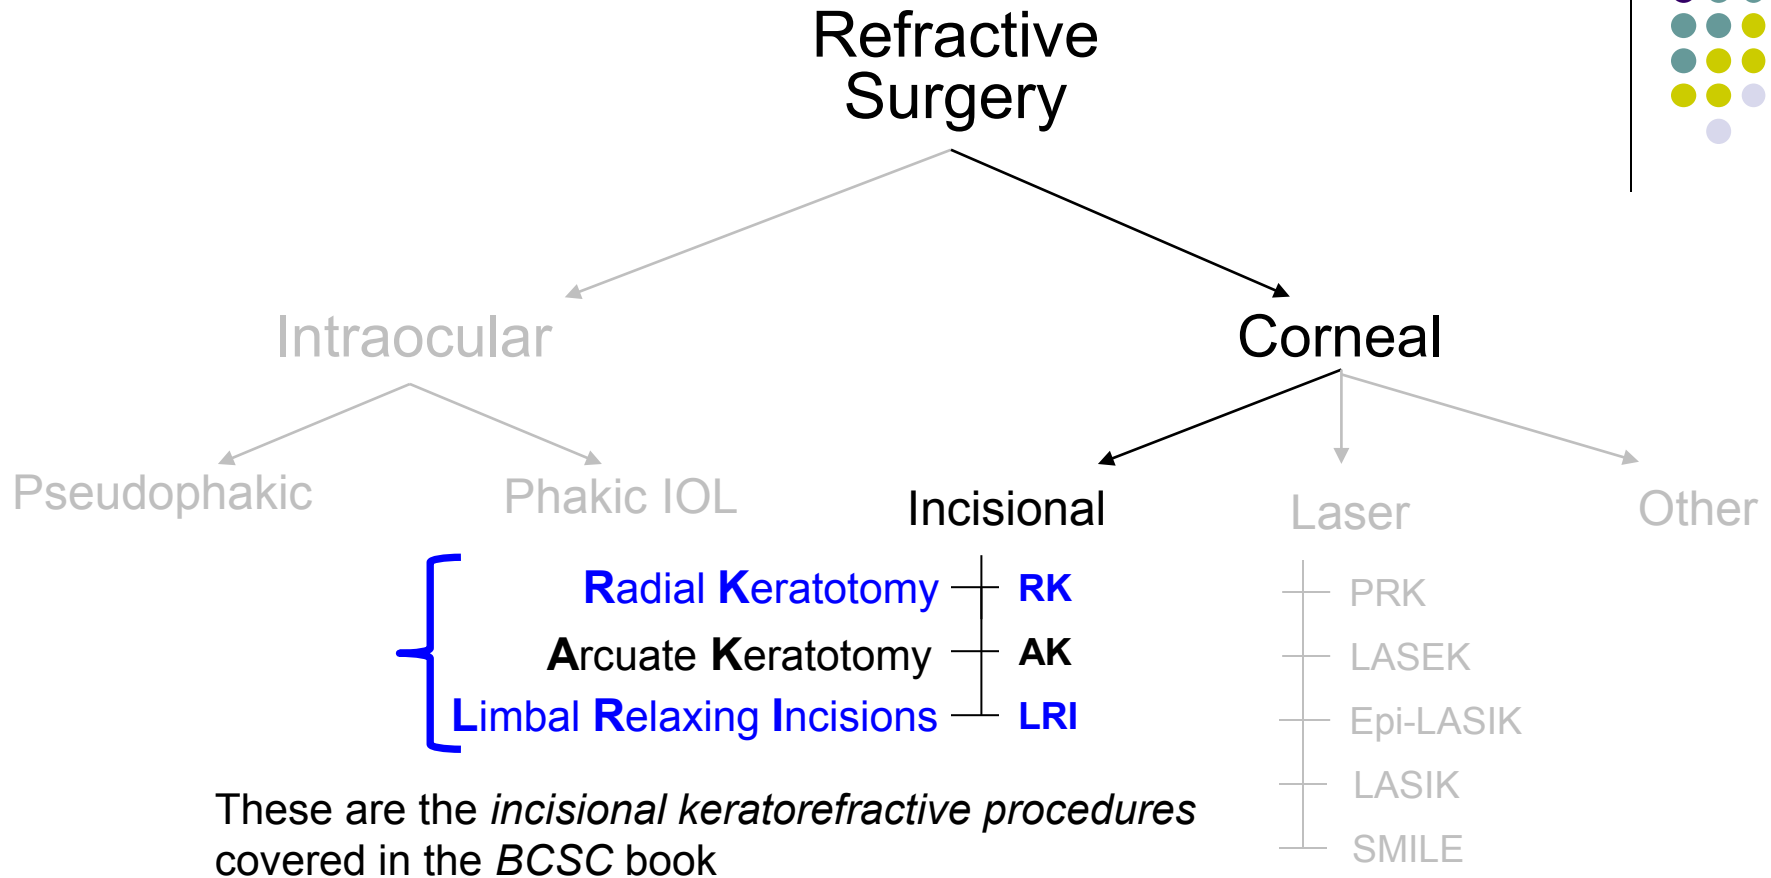 Refractive
Surgery
Intraocular
Corneal
Pseudophakic
Phakic IOL
Incisional
Laser
Other
Radial Keratotomy RK
Arcuate Keratotomy AK
Limbal Relaxing Incisions LRI
PRK
LASEK
Epi-LASIK
LASIK
SMILE
These are the incisional keratorefractive procedures
covered in the BCSC book